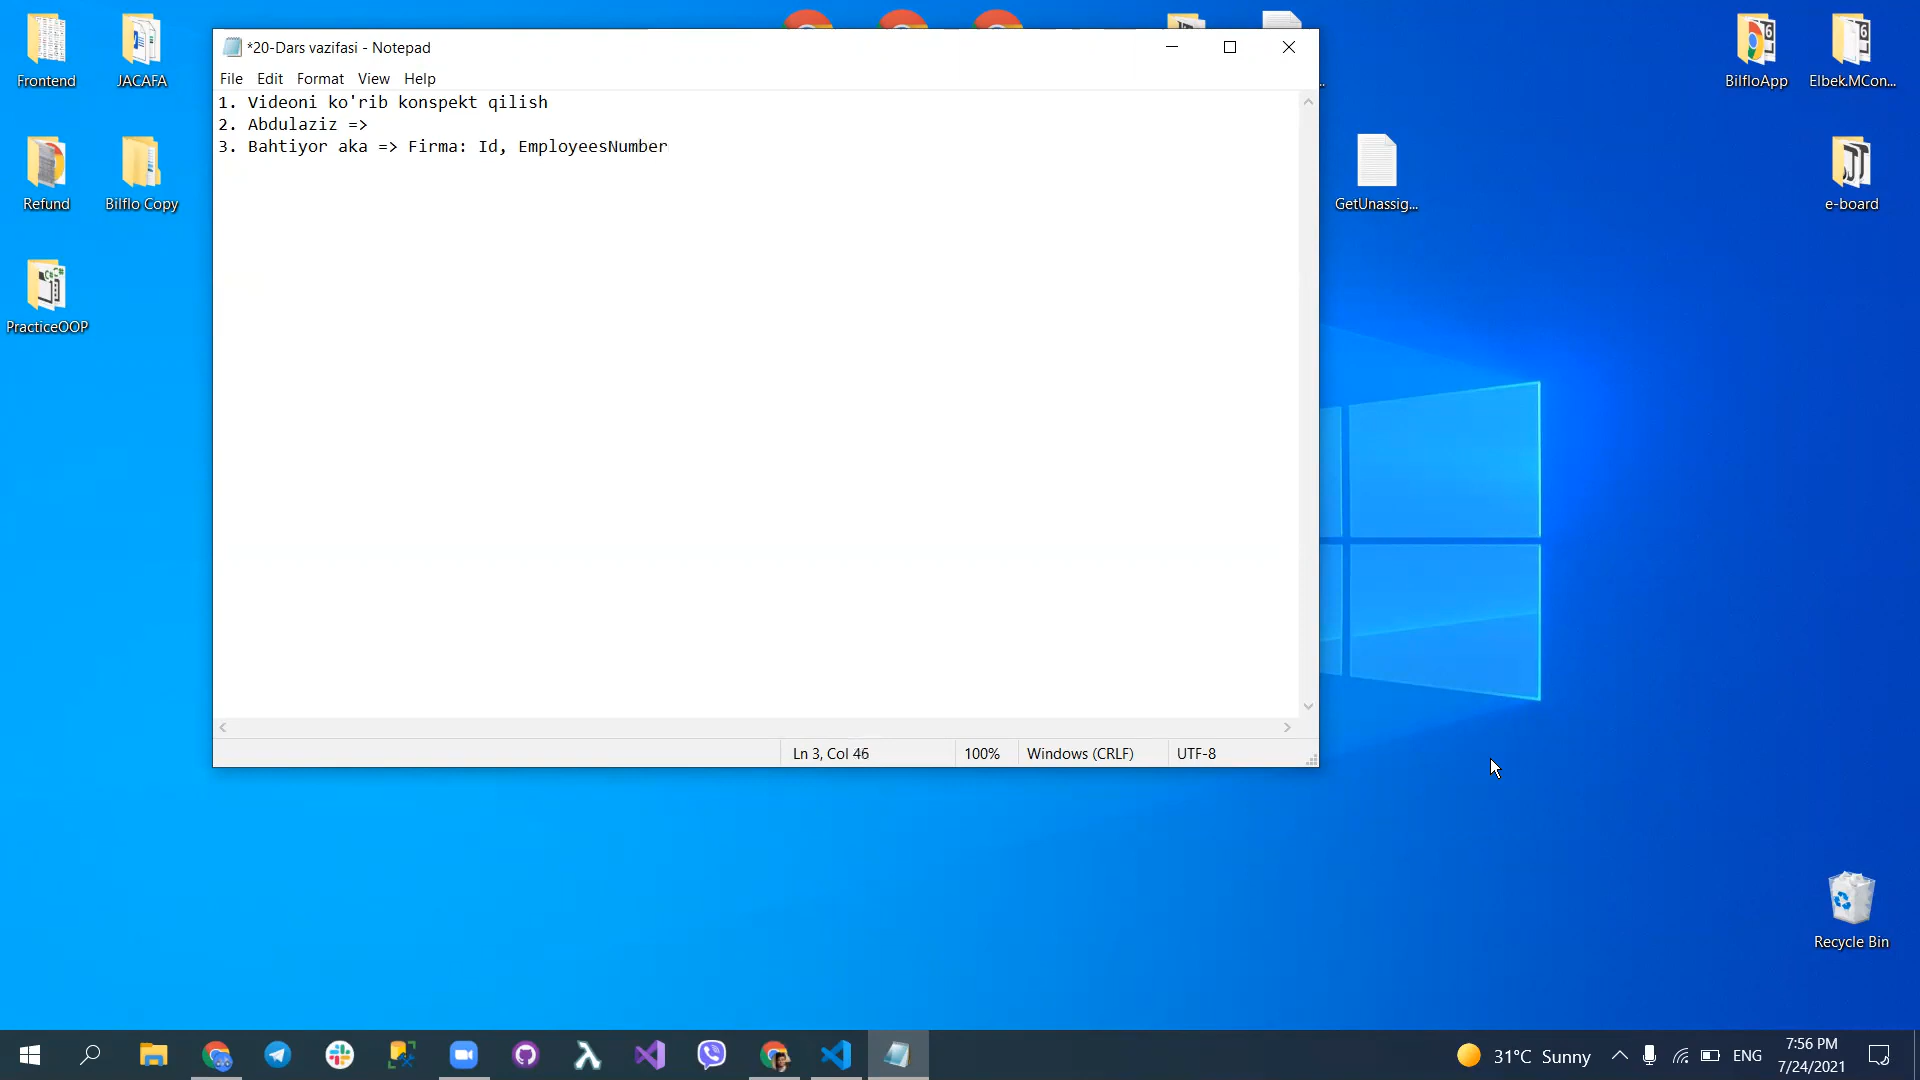 Frontend
JACAFA
BilfloApp
Elbek.MCon...
*20-Dars vazifasi - Notepad
File Edit Format View Help
1. Videoni ko'rib konspekt qilish
2. Abdulaziz =>
3. Bahtiyor aka => Firma: Id, EmployeesNumber
Refund
Bilflo Copy
GetUnassig...
e-board
PracticeOOP
Ln 3, Col 46
100%
Windows (CRLF)
UTF-8
Recycle Bin
31°C Sunny
ENG
7:56 PM
7/24/2021